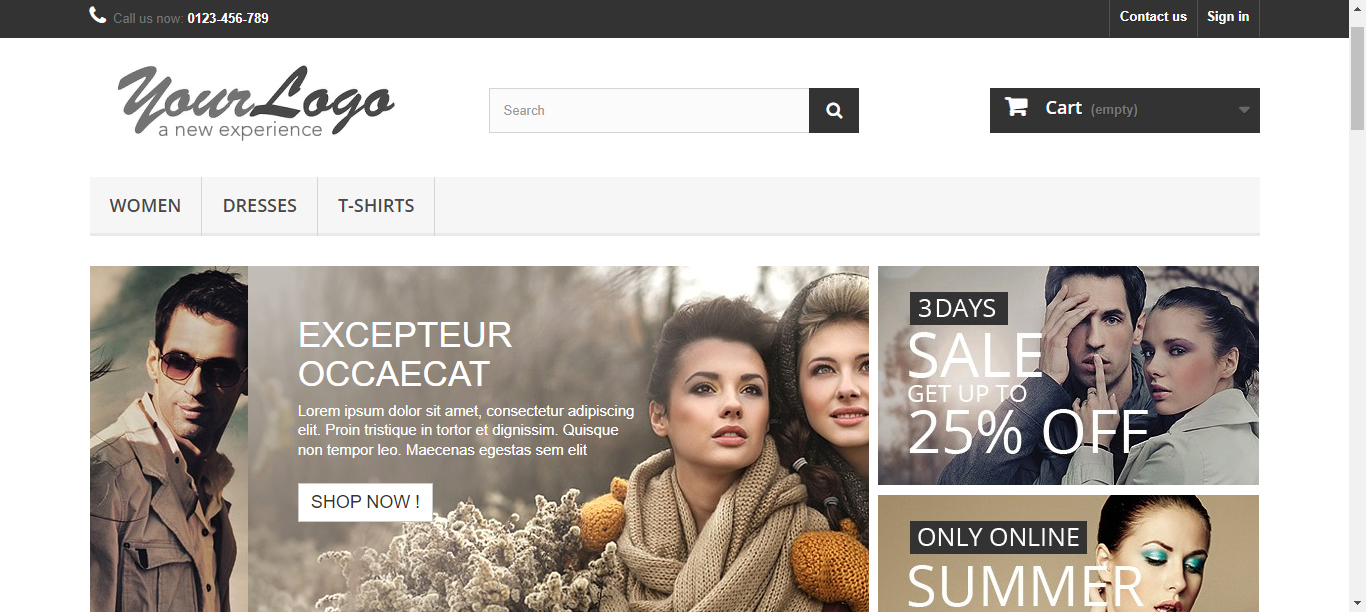 Call us now: 0123-456-789
Contact us
Sign in
YourLogo
a new experience
Search
Cart (empty)
WOMEN
DRESSES
T-SHIRTS
EXCEPTEUR
OCCAECAT
Lorem ipsum dolor sit amet, consectetur adipiscing
elit. Proin tristique in tortor et dignissim. Quisque
non tempor leo. Maecenas egestas sem elit
SHOP NOW !
3DAYS
SALE
GET UP TO
25% OFF
ONLY ONLINE
SUMMER